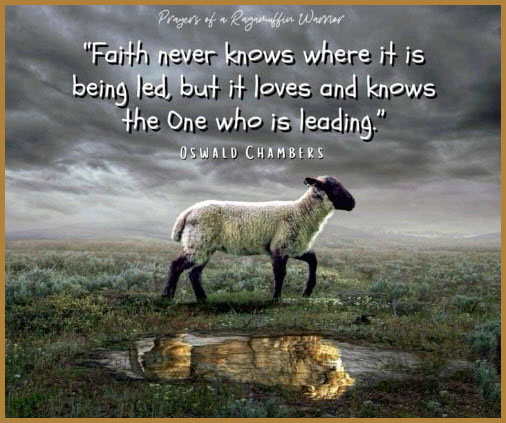 Prayers of a Ragamuffin Warrior
"Faith never knows where it is
being led, but it loves and knows
the One who is leading."
Oswald Chambers